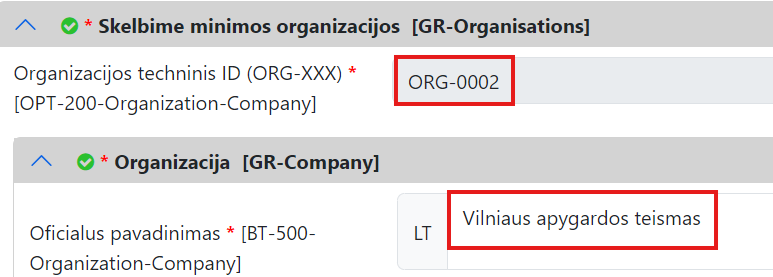 * Skelbime minimos organizacijos [GR-Organisations]
Organizacijos techninis ID (ORG-XXX) *
[OPT-200-Organization-Company]
ORG-0002
* Organizacija [GR-Company]
Oficialus pavadinimas * [BT-500-
Organization-Company]
LT
Vilniaus apygardos teismas